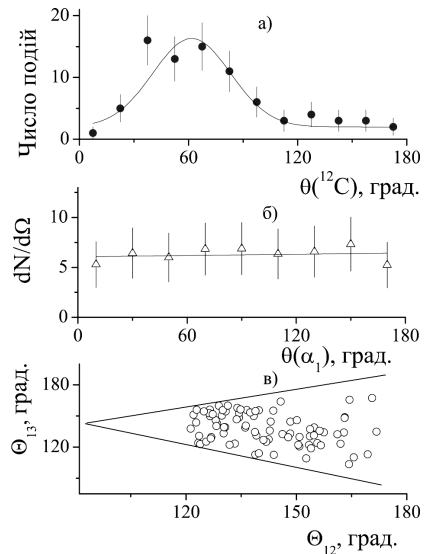 а)
Число подій
20
10
0
0
60
120
180
θ(¹²C), град.
б)
dN/dΩ
10
5
0
0
60
120
180
θ(α₁), град.
в)
Θ₁₃, град.
180
120
120
150
180
Θ₁₂, град.